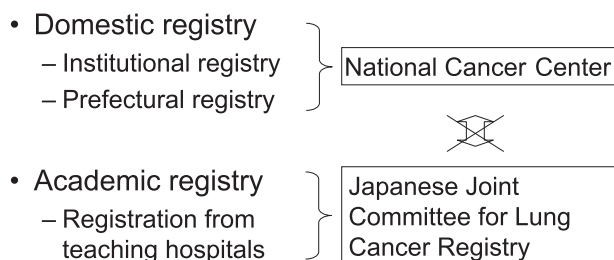 • Domestic registry
– Institutional registry
– Prefectural registry
National Cancer Center
• Academic registry
– Registration from
teaching hospitals
Japanese Joint
Committee for Lung
Cancer Registry